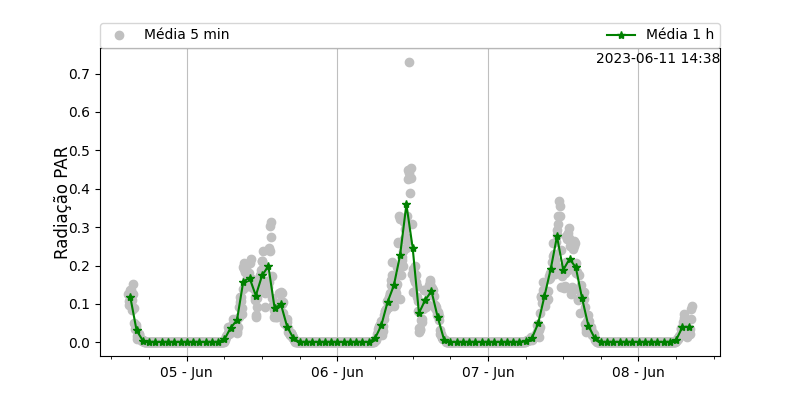 Média 5 min
Média 1 h
2023-06-11 14:38
Radiação PAR
0.7
0.6
0.5
0.4
0.3
0.2
0.1
0.0
05 - Jun
06 - Jun
07 - Jun
08 - Jun